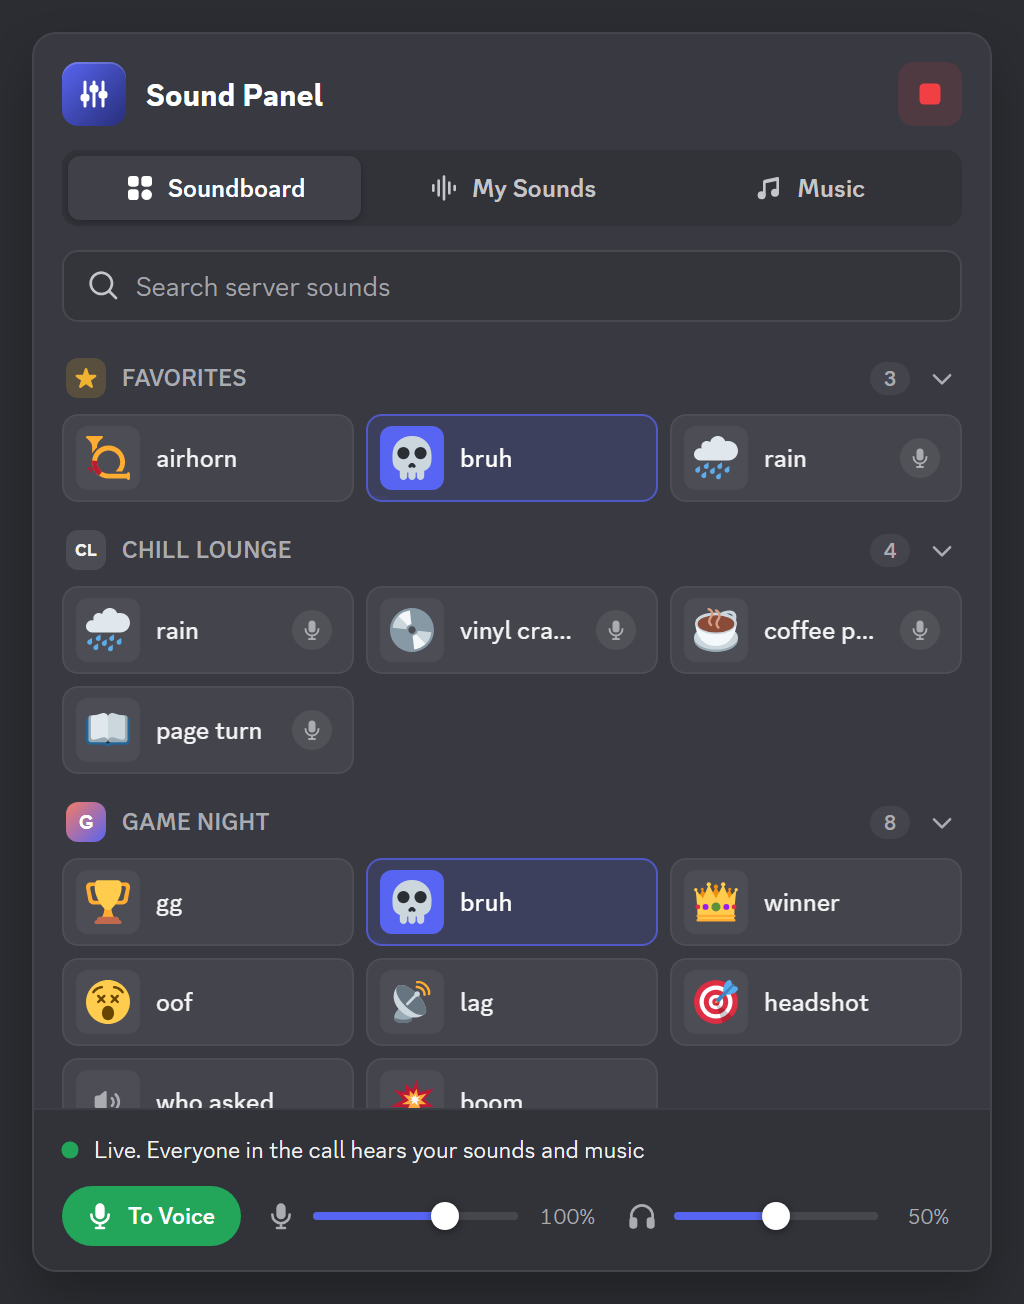 Sound Panel
Soundboard My Sounds Music
Search server sounds
FAVORITES 3
airhorn bruh rain
CL CHILL LOUNGE 4
rain vinyl cra... coffee p...
page turn
G GAME NIGHT 8
gg bruh winner
oof lag headshot
who asked boom
Live. Everyone in the call hears your sounds and music
To Voice 100% 50%